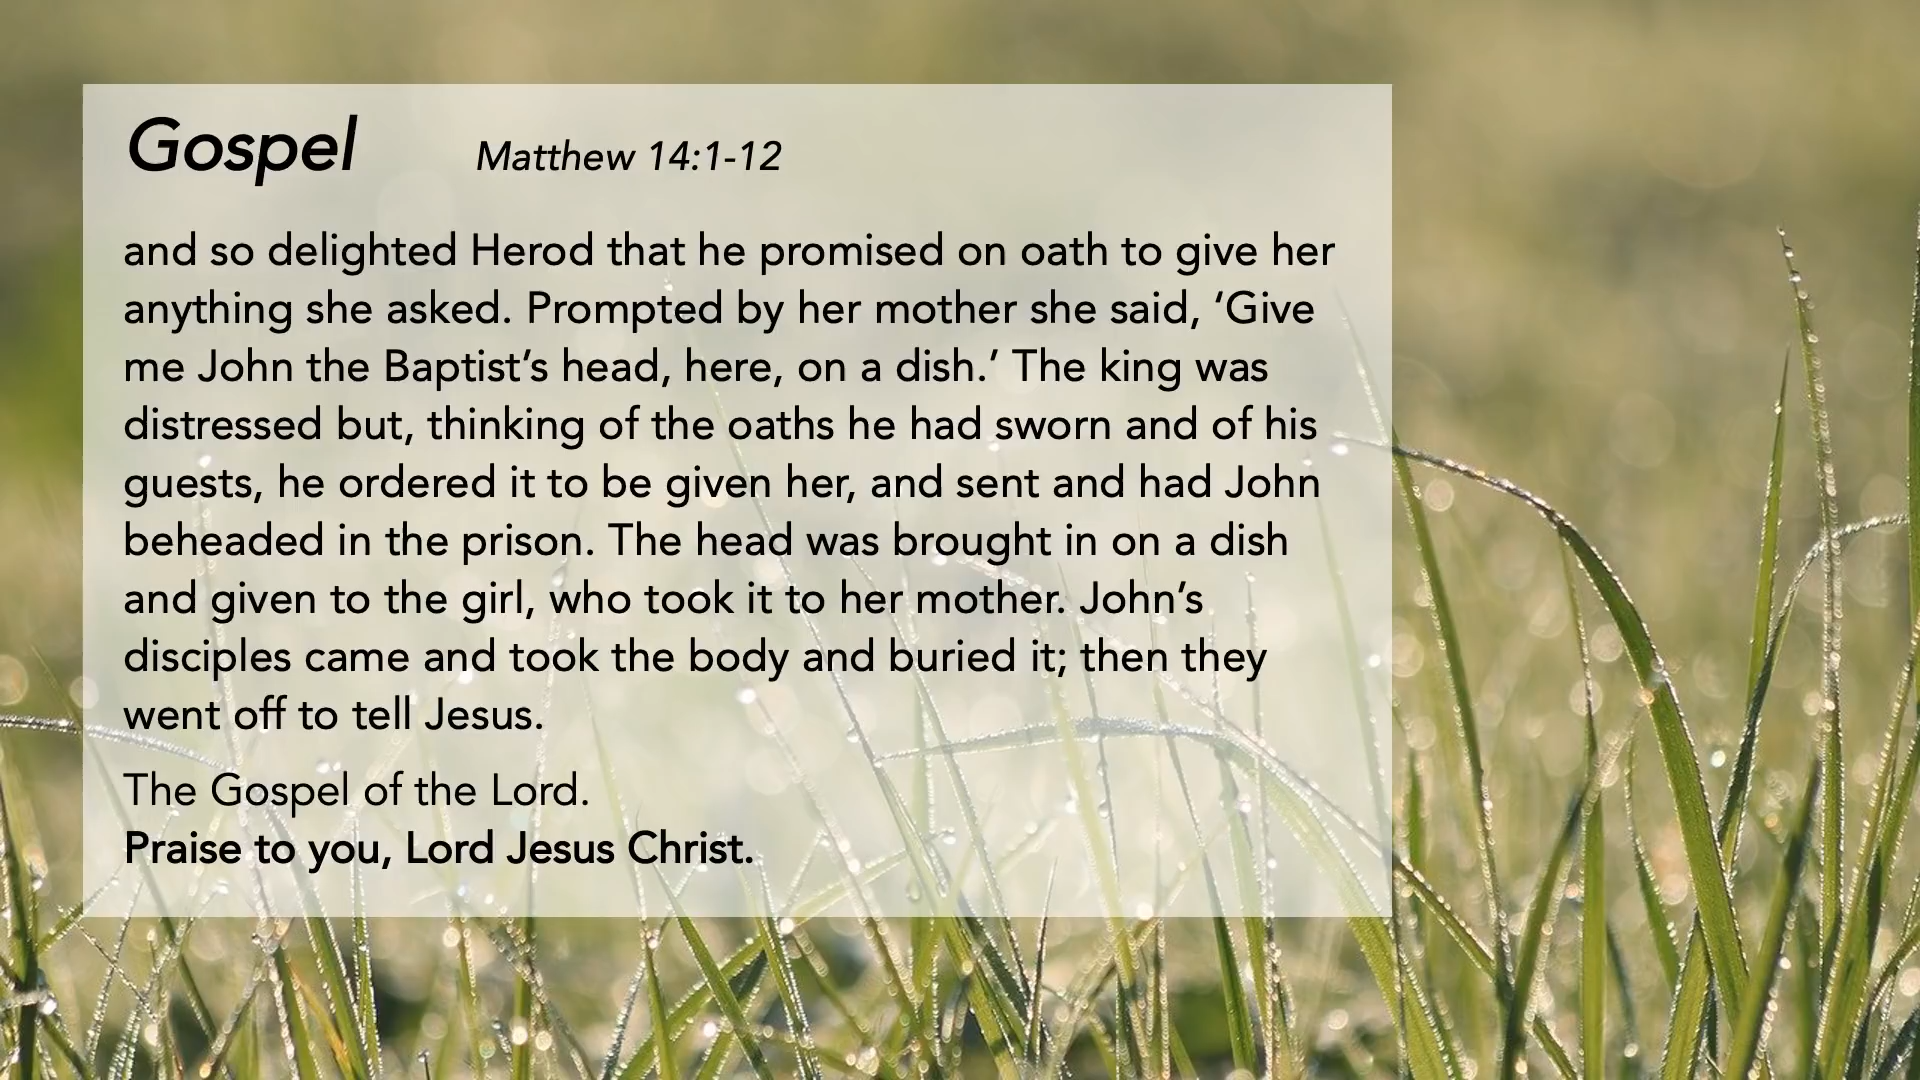 Gospel Matthew 14:1-12
and so delighted Herod that he promised on oath to give her
anything she asked. Prompted by her mother she said, ‘Give
me John the Baptist’s head, here, on a dish.’ The king was
distressed but, thinking of the oaths he had sworn and of his
guests, he ordered it to be given her, and sent and had John
beheaded in the prison. The head was brought in on a dish
and given to the girl, who took it to her mother. John’s
disciples came and took the body and buried it; then they
went off to tell Jesus.
The Gospel of the Lord.
Praise to you, Lord Jesus Christ.